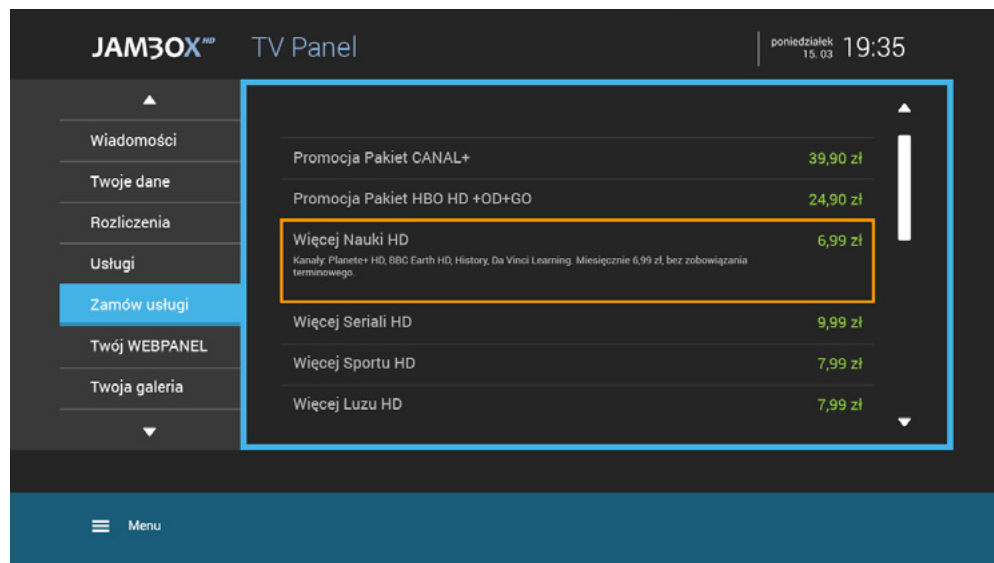 JAMBOX HD TV Panel poniedziałek 19:35
15. 03
Wiadomości
Twoje dane
Rozliczenia
Usługi
Zamów usługi
Twój WEBPANEL
Twoja galeria
Promocja Pakiet CANAL+ 39,90 zł
Promocja Pakiet HBO HD +OD+GO 24,90 zł
Więcej Nauki HD 6,99 zł
Kanały: Planete+ HD, BBC Earth HD, History, Da Vinci Learning. Miesięcznie 6,99 zł, bez zobowiązania
terminowego.
Więcej Seriali HD 9,99 zł
Więcej Sportu HD 7,99 zł
Więcej Luzu HD 7,99 zł
Menu